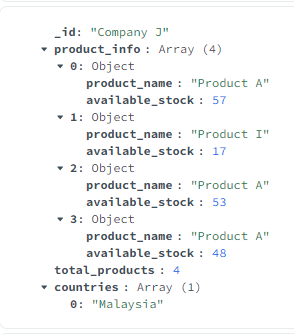 _id: "Company J"
product_info : Array (4)
0: Object
product_name : "Product A"
available_stock : 57
1: Object
product_name : "Product I"
available_stock : 17
2: Object
product_name : "Product A"
available_stock : 53
3: Object
product_name : "Product A"
available_stock : 48
total_products : 4
countries : Array (1)
0: "Malaysia"